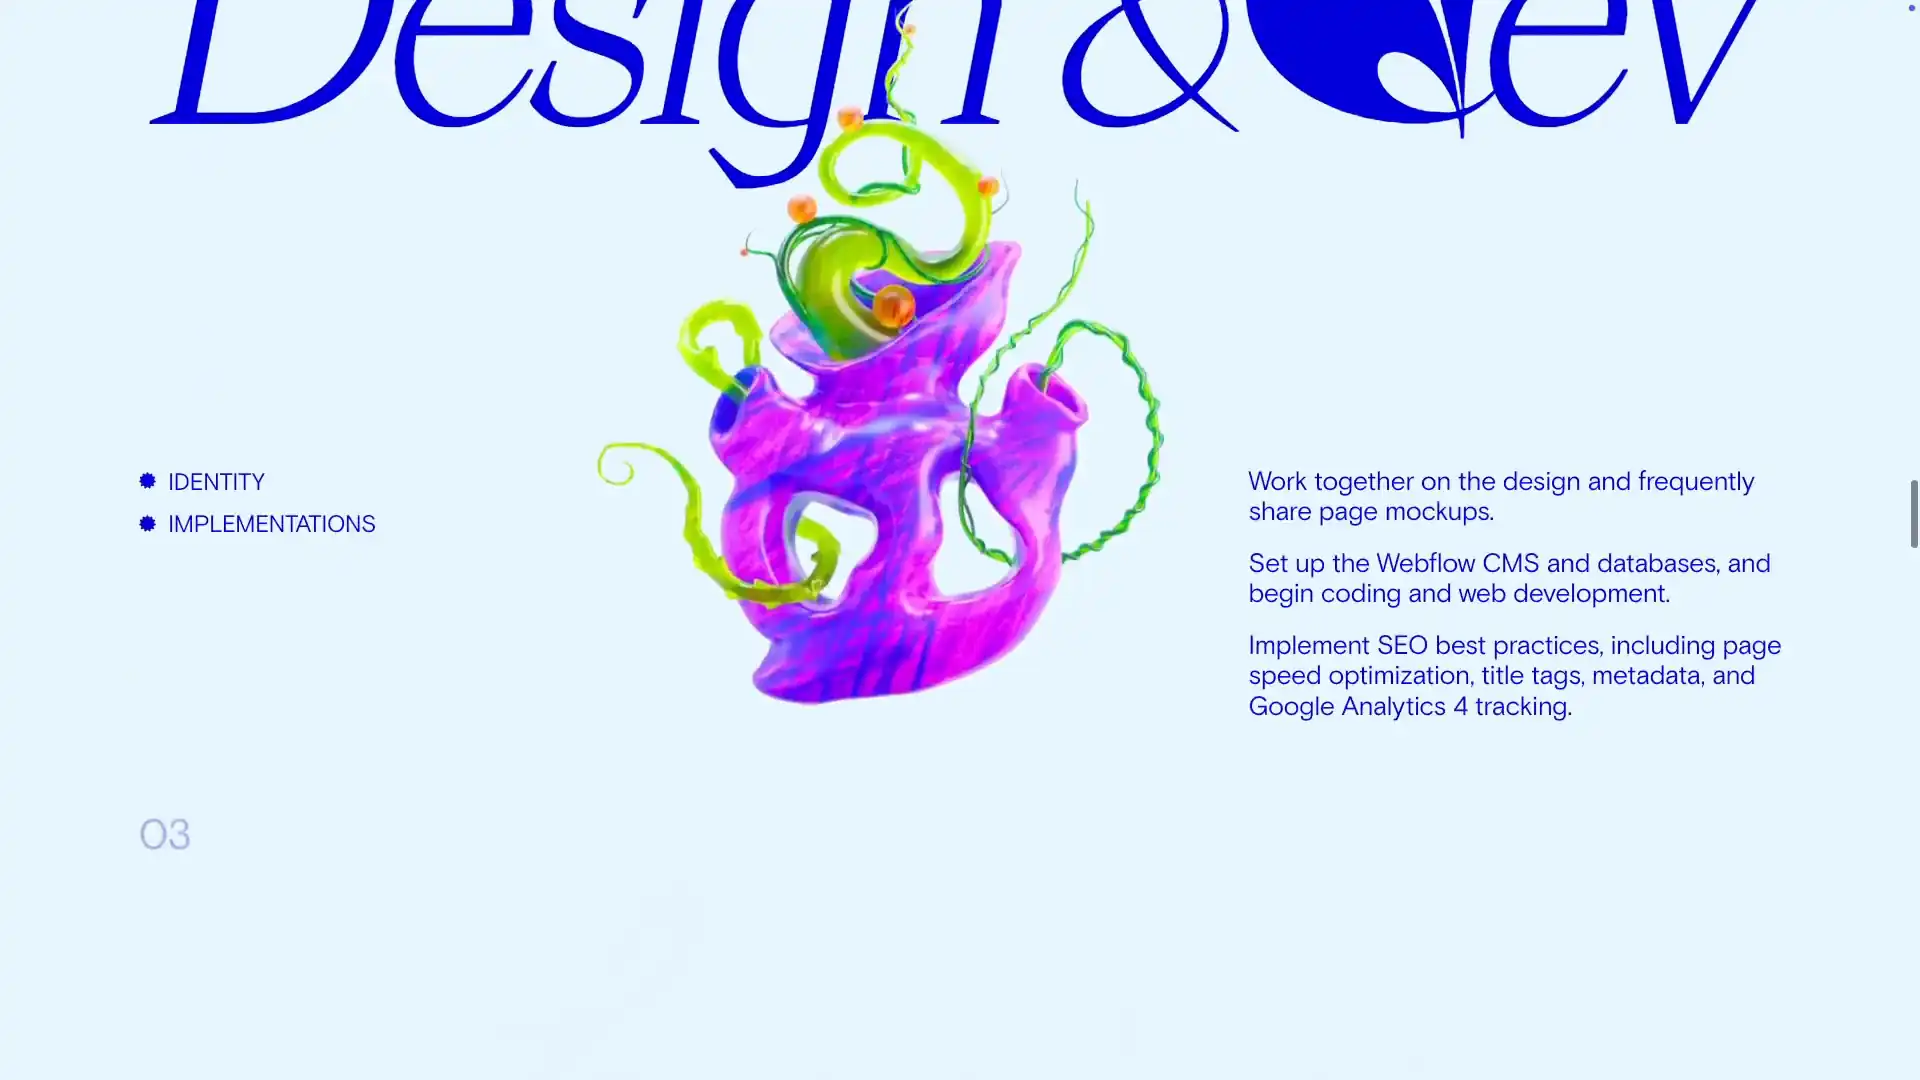 Design & dev
IDENTITY
IMPLEMENTATIONS
Work together on the design and frequently
share page mockups.
Set up the Webflow CMS and databases, and
begin coding and web development.
Implement SEO best practices, including page
speed optimization, title tags, metadata, and
Google Analytics 4 tracking.
03